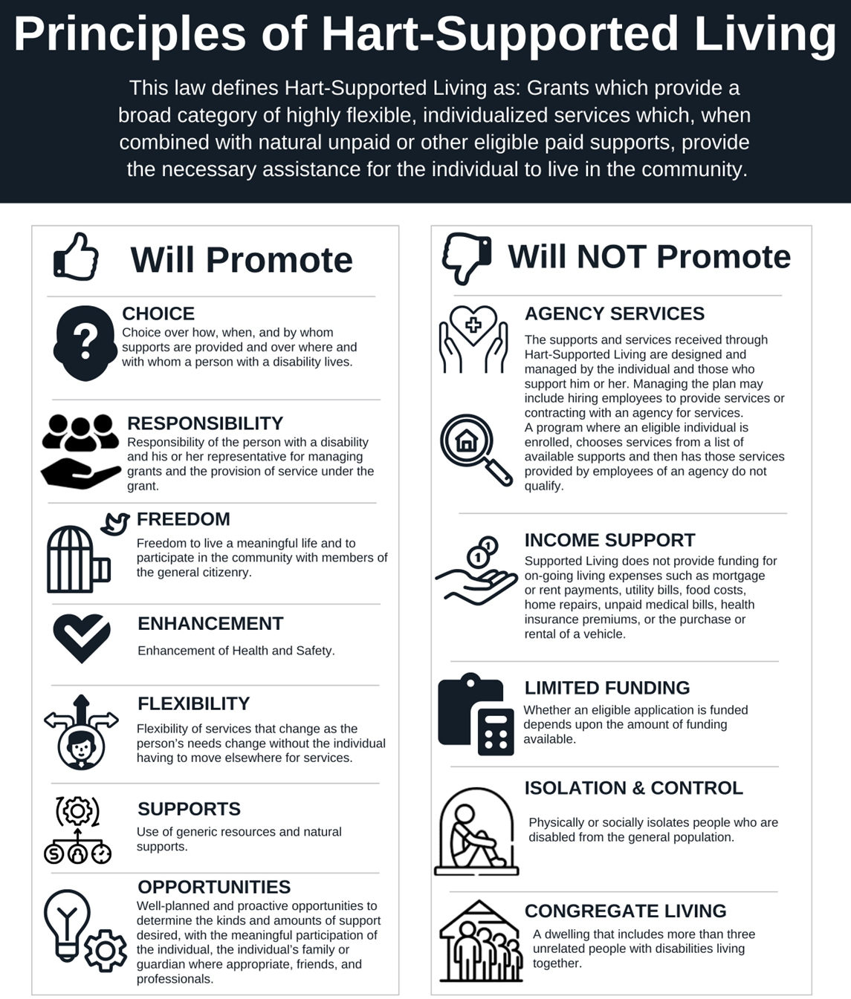 Principles of Hart-Supported Living
This law defines Hart-Supported Living as: Grants which provide a
broad category of highly flexible, individualized services which, when
combined with natural unpaid or other eligible paid supports, provide
the necessary assistance for the individual to live in the community.
Will Promote
CHOICE
Choice over how, when, and by whom
supports are provided and over where and
with whom a person with a disability lives.
RESPONSIBILITY
Responsibility of the person with a disability
and his or her representative for managing
grants and the provision of service under the
grant.
FREEDOM
Freedom to live a meaningful life and to
participate in the community with members of
the general citizenry.
ENHANCEMENT
Enhancement of Health and Safety.
FLEXIBILITY
Flexibility of services that change as the
person's needs change without the individual
having to move elsewhere for services.
SUPPORTS
Use of generic resources and natural
supports.
OPPORTUNITIES
Well-planned and proactive opportunities to
determine the kinds and amounts of support
desired, with the meaningful participation of
the individual, the individual's family or
guardian where appropriate, friends, and
professionals.
Will NOT Promote
AGENCY SERVICES
The supports and services received through
Hart-Supported Living are designed and
managed by the individual and those who
support him or her. Managing the plan may
include hiring employees to provide services or
contracting with an agency for services.
A program where an eligible individual is
enrolled, chooses services from a list of
available supports and then has those services
provided by employees of an agency do not
qualify.
INCOME SUPPORT
Supported Living does not provide funding for
on-going living expenses such as mortgage
or rent payments, utility bills, food costs,
home repairs, unpaid medical bills, health
insurance premiums, or the purchase or
rental of a vehicle.
LIMITED FUNDING
Whether an eligible application is funded
depends upon the amount of funding
available.
ISOLATION & CONTROL
Physically or socially isolates people who are
disabled from the general population.
CONGREGATE LIVING
A dwelling that includes more than three
unrelated people with disabilities living
together.